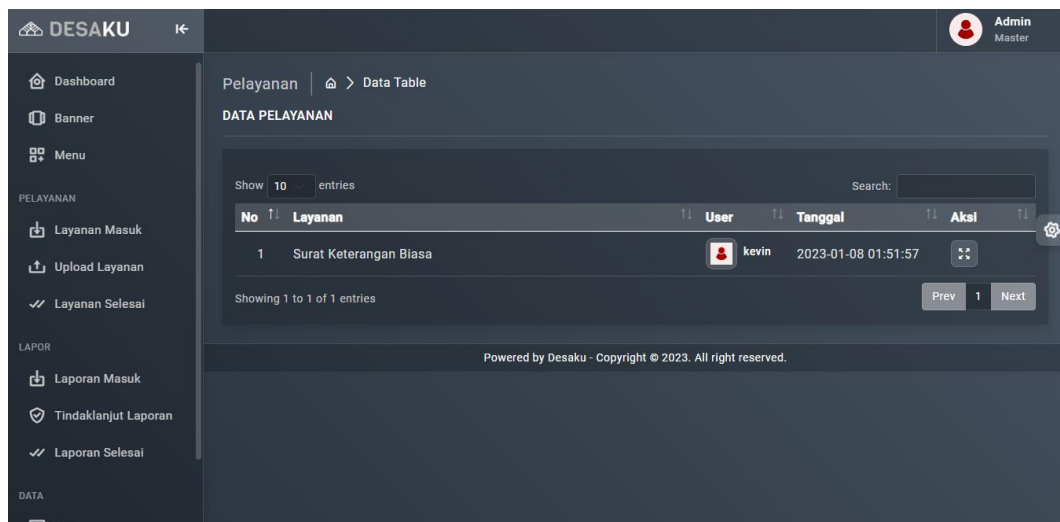 DESAKU
Admin
Master
Dashboard
Banner
Menu
PELAYANAN
Layanan Masuk
Upload Layanan
Layanan Selesai
LAPOR
Laporan Masuk
Tindaklanjut Laporan
Laporan Selesai
DATA
Pelayanan | > Data Table
DATA PELAYANAN
Show 10 entries Search:
No Layanan User Tanggal Aksi
1 Surat Keterangan Biasa kevin 2023-01-08 01:51:57
Showing 1 to 1 of 1 entries Prev 1 Next
Powered by Desaku - Copyright © 2023. All right reserved.